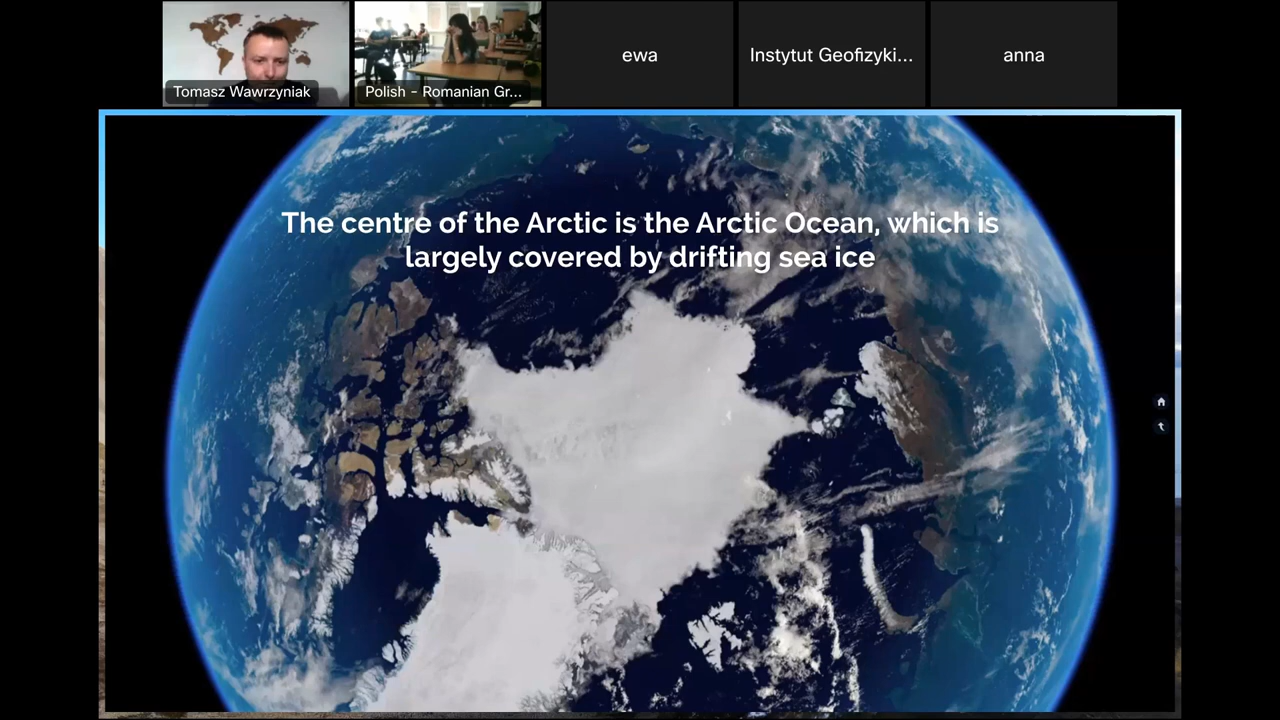 Tomasz Wawrzyniak
Polish - Romanian Gr...
ewa
Instytut Geofizyki...
anna
The centre of the Arctic is the Arctic Ocean, which is
largely covered by drifting sea ice